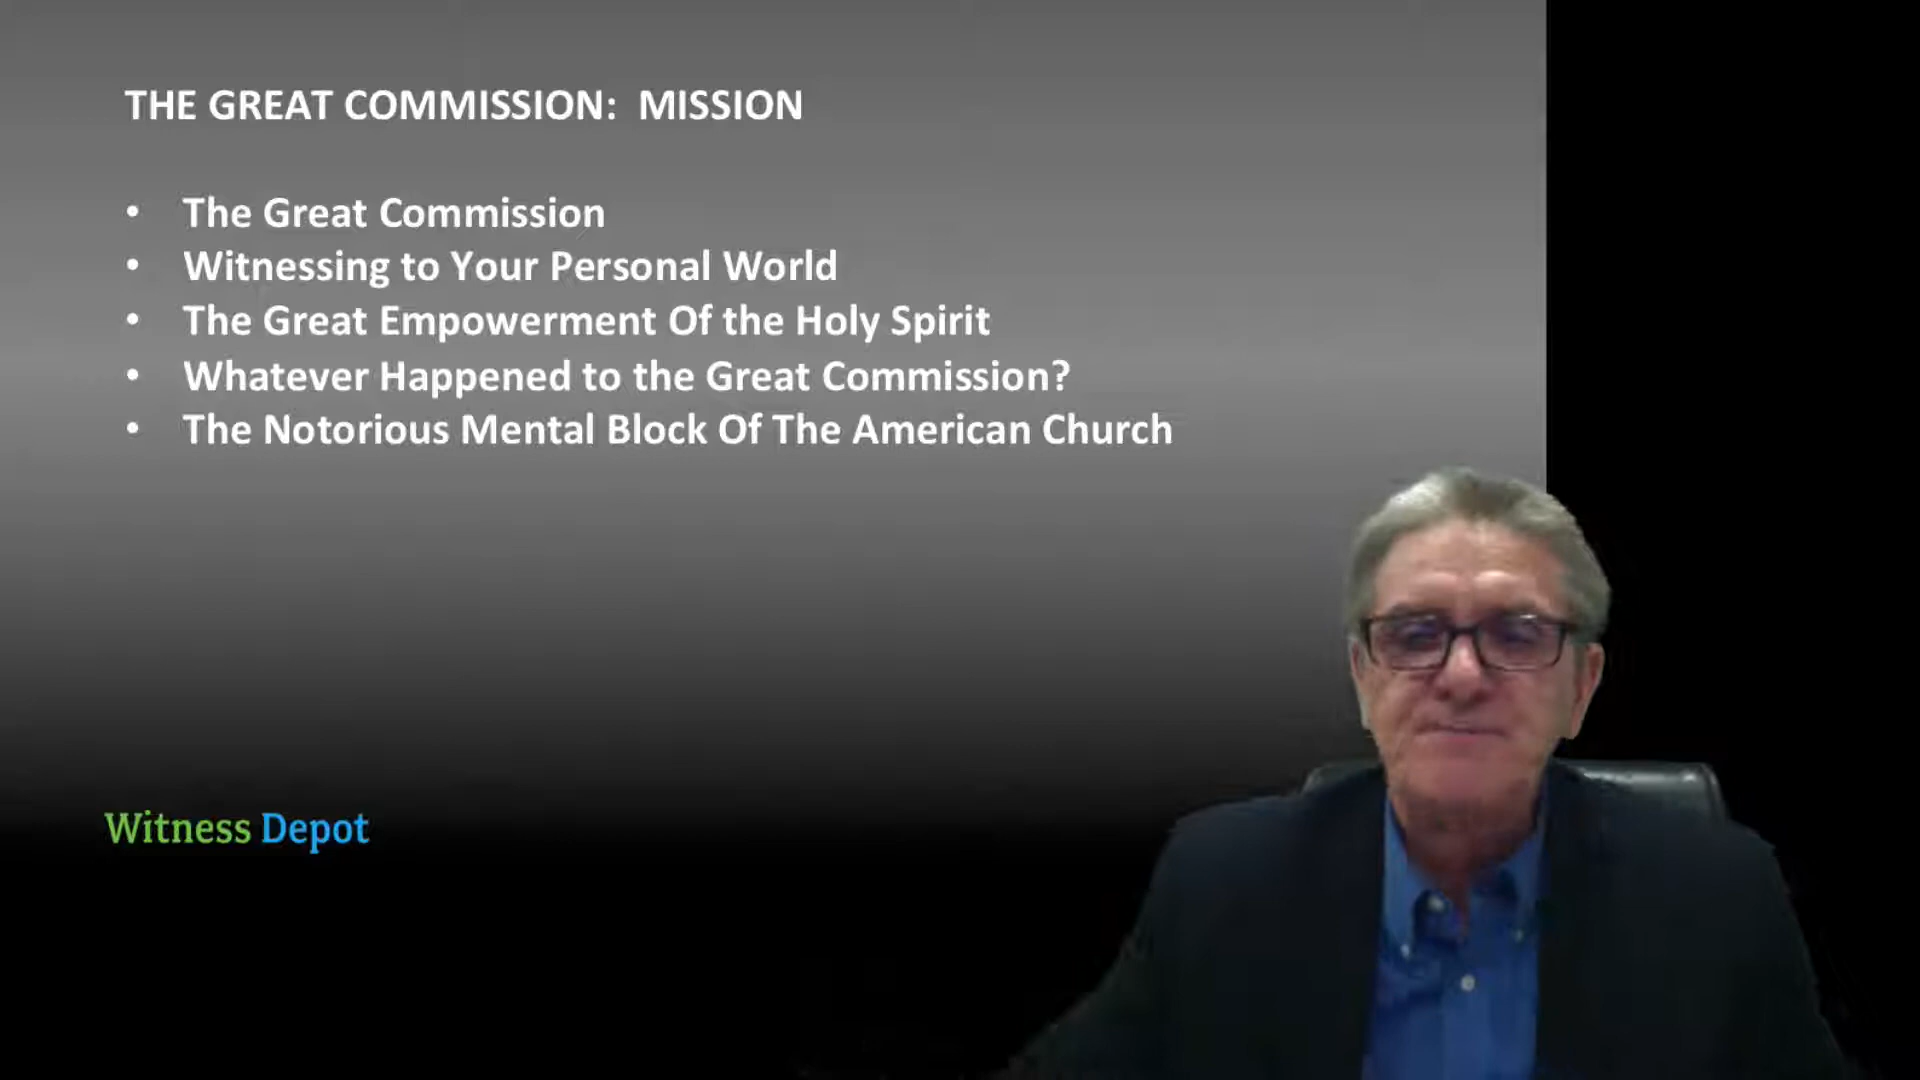 THE GREAT COMMISSION: MISSION
• The Great Commission
• Witnessing to Your Personal World
• The Great Empowerment Of the Holy Spirit
• Whatever Happened to the Great Commission?
• The Notorious Mental Block Of The American Church
Witness Depot